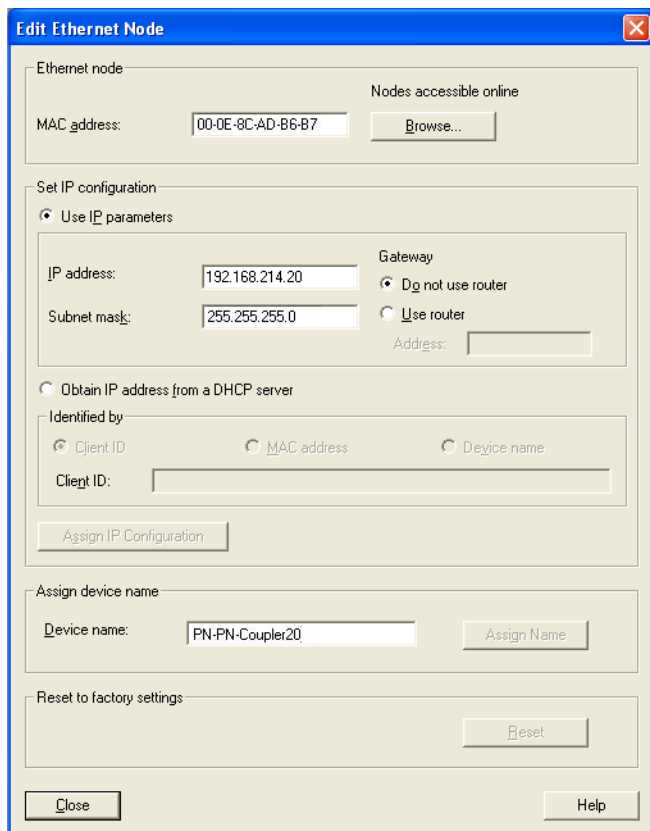 Edit Ethernet Node
Ethernet node
Nodes accessible online
MAC address:
00-0E-8C-AD-B6-B7
Browse...
Set IP configuration
Use IP parameters
Gateway
IP address:
192.168.214.20
Do not use router
Subnet mask:
255.255.255.0
Use router
Address:
Obtain IP address from a DHCP server
Identified by
Client ID
MAC address
Device name
Client ID:
Assign IP Configuration
Assign device name
Device name:
PN-PN-Coupler20
Assign Name
Reset to factory settings
Reset
Close
Help